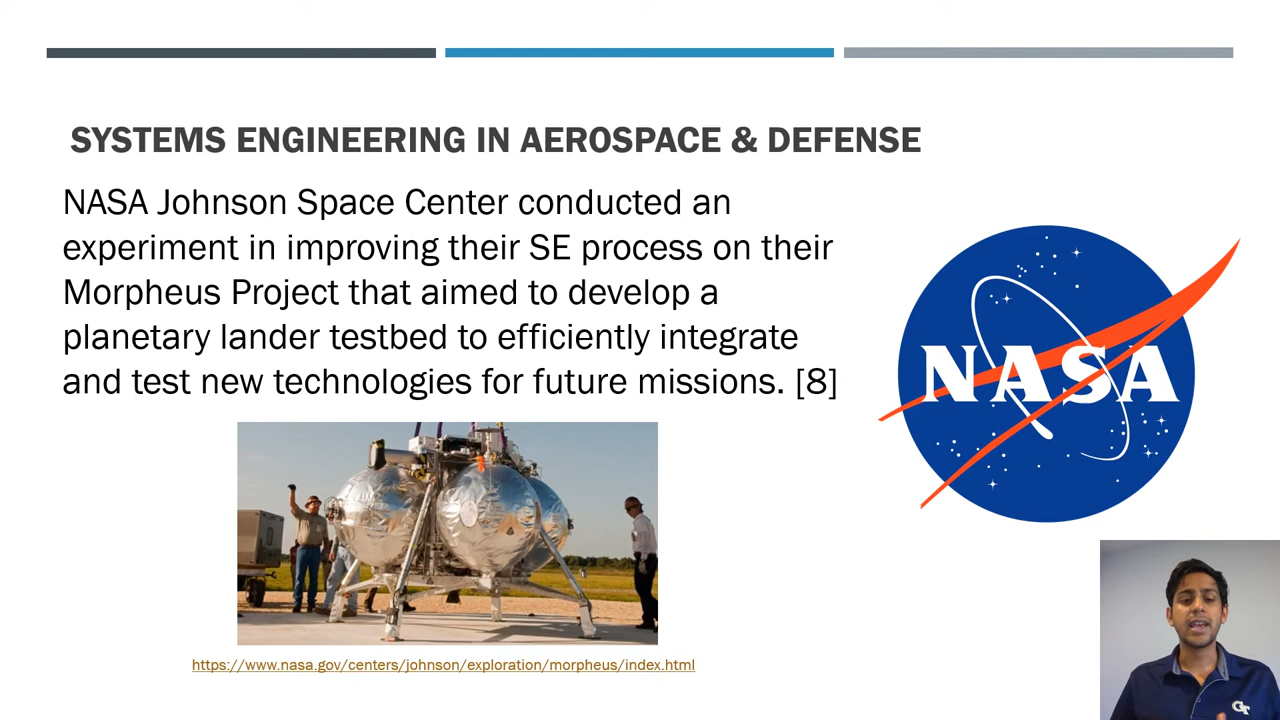 SYSTEMS ENGINEERING IN AEROSPACE & DEFENSE
NASA Johnson Space Center conducted an
experiment in improving their SE process on their
Morpheus Project that aimed to develop a
planetary lander testbed to efficiently integrate
and test new technologies for future missions. [8]
NASA
https://www.nasa.gov/centers/johnson/exploration/morpheus/index.html
GT